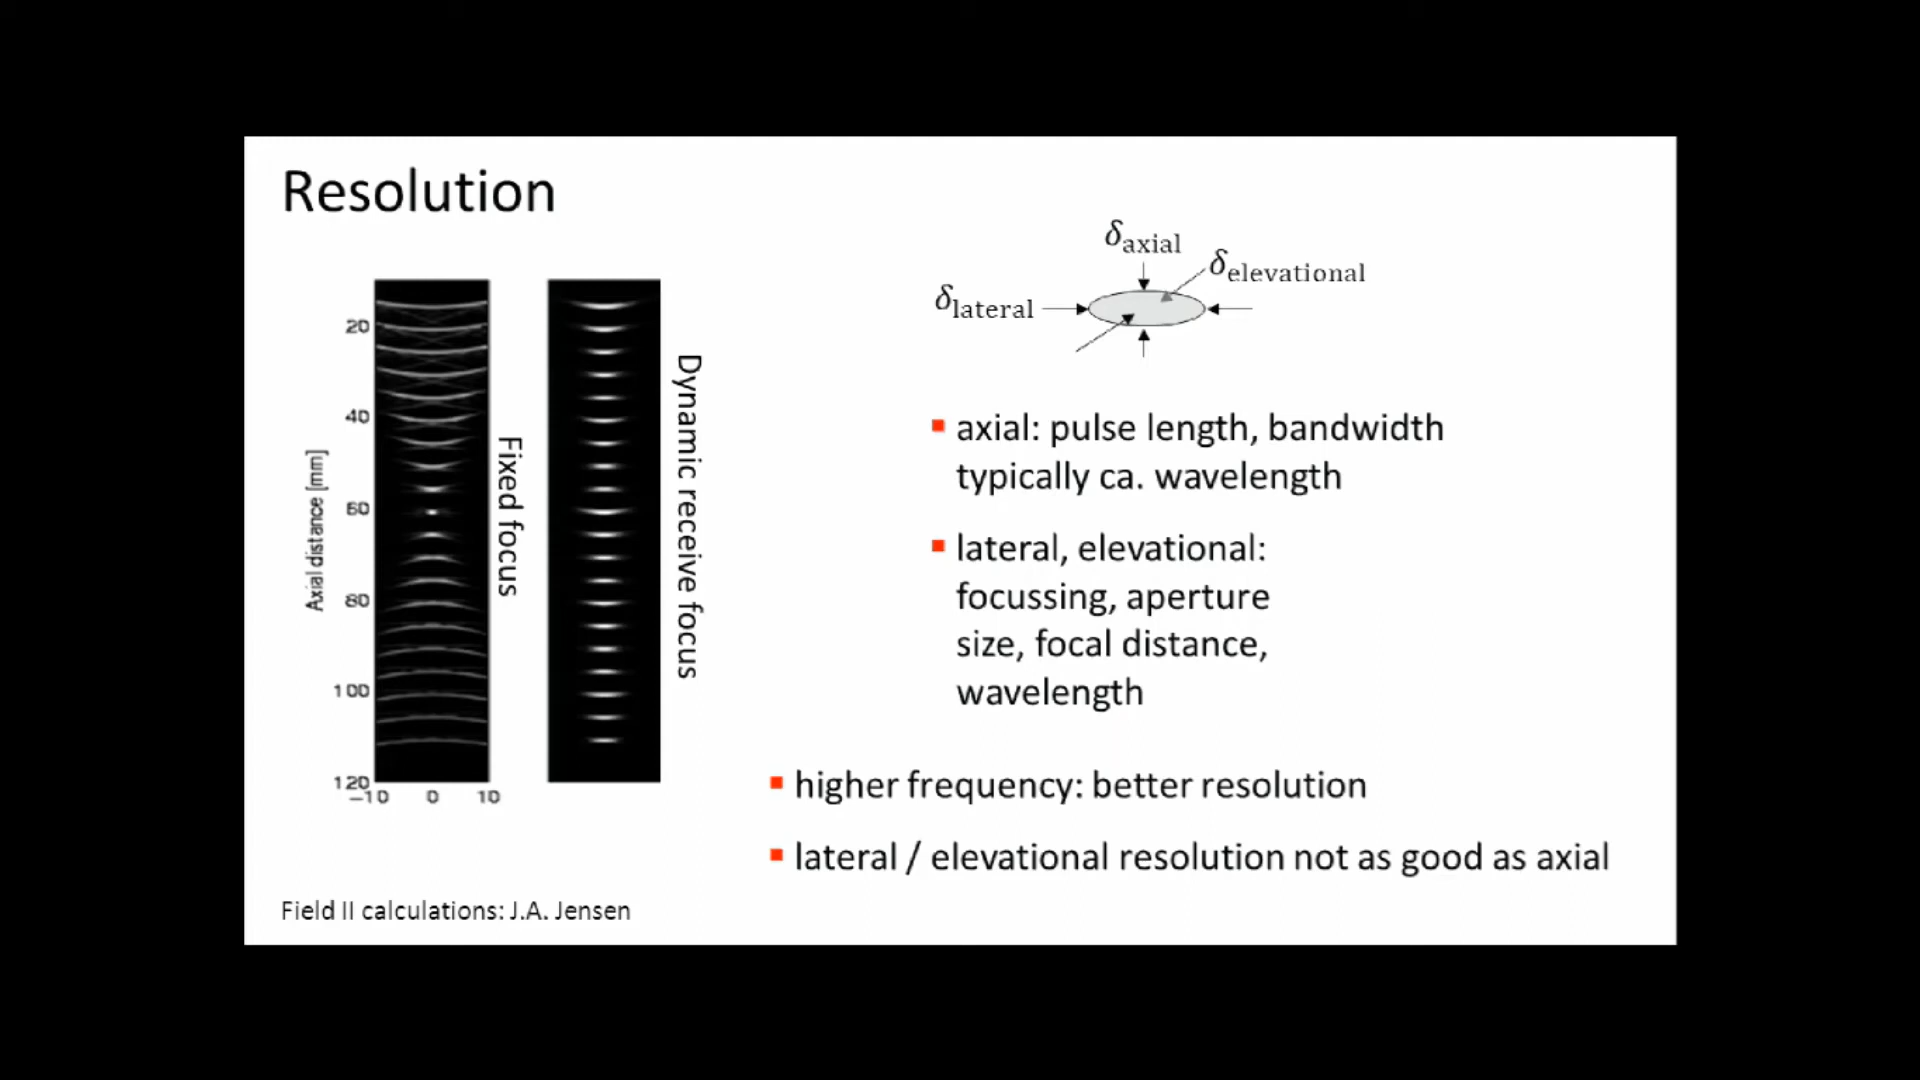 Resolution
δaxial
δelevational
δlateral
20
40
60
80
100
120
Axial distance [mm]
−10 0 10
Fixed focus
Dynamic receive focus
axial: pulse length, bandwidth
typically ca. wavelength
lateral, elevational:
focussing, aperture
size, focal distance,
wavelength
higher frequency: better resolution
lateral / elevational resolution not as good as axial
Field II calculations: J.A. Jensen